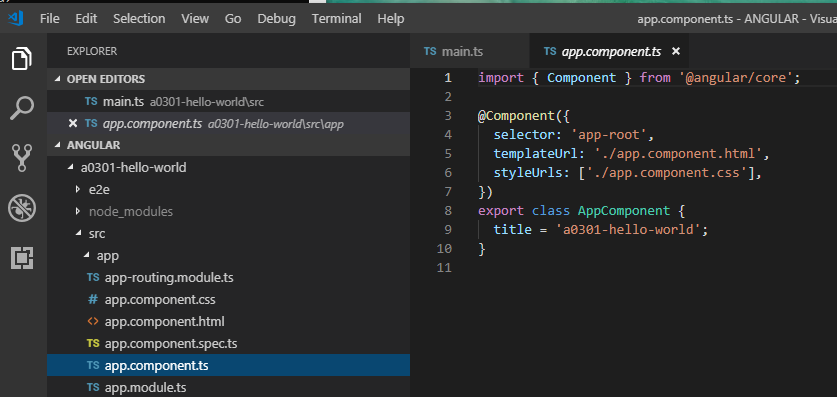 File Edit Selection View Go Debug Terminal Help app.component.ts - ANGULAR - Visua
EXPLORER
OPEN EDITORS
TS main.ts a0301-hello-world\src
TS app.component.ts a0301-hello-world\src\app
ANGULAR
a0301-hello-world
e2e
node_modules
src
app
TS app-routing.module.ts
# app.component.css
<> app.component.html
TS app.component.spec.ts
TS app.component.ts
TS app.module.ts
TS main.ts TS app.component.ts
1 import { Component } from '@angular/core';
2
3 @Component({
4   selector: 'app-root',
5   templateUrl: './app.component.html',
6   styleUrls: ['./app.component.css'],
7 })
8 export class AppComponent {
9   title = 'a0301-hello-world';
10 }
11